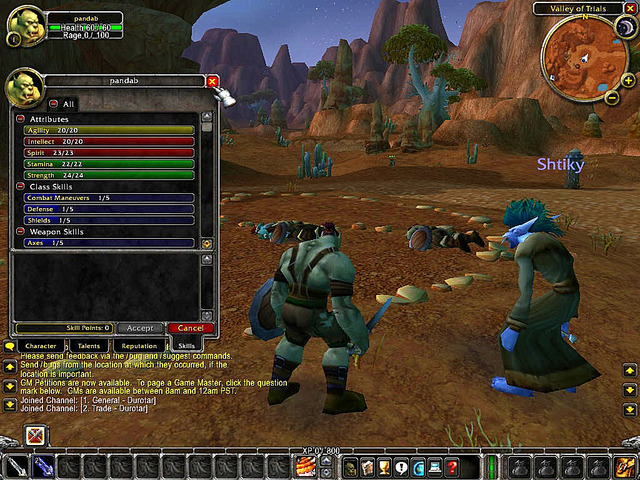 pandab
Health 60 / 60
Rage 0 / 100
Valley of Trials
N
pandab
All
Attributes
Agility 20/20
Intellect 20/20
Spirit 23/23
Stamina 22/22
Strength 24/24
Class Skills
Combat Maneuvers 1/5
Defense 1/5
Shields 1/5
Weapon Skills
Axes 1/5
Skill Points: 0
Accept
Cancel
Character
Talents
Reputation
Skills
Shtiky
Please send feedback via the /bug and /suggest commands.
Send /bugs from the location at which they occurred, if the
location is important.
GM Petitions are now available. To page a Game Master, click the question
mark below. GMs are available between 8am and 12am PST.
Joined Channel: [1. General - Durotar]
Joined Channel: [2. Trade - Durotar]
XP 0 / 800